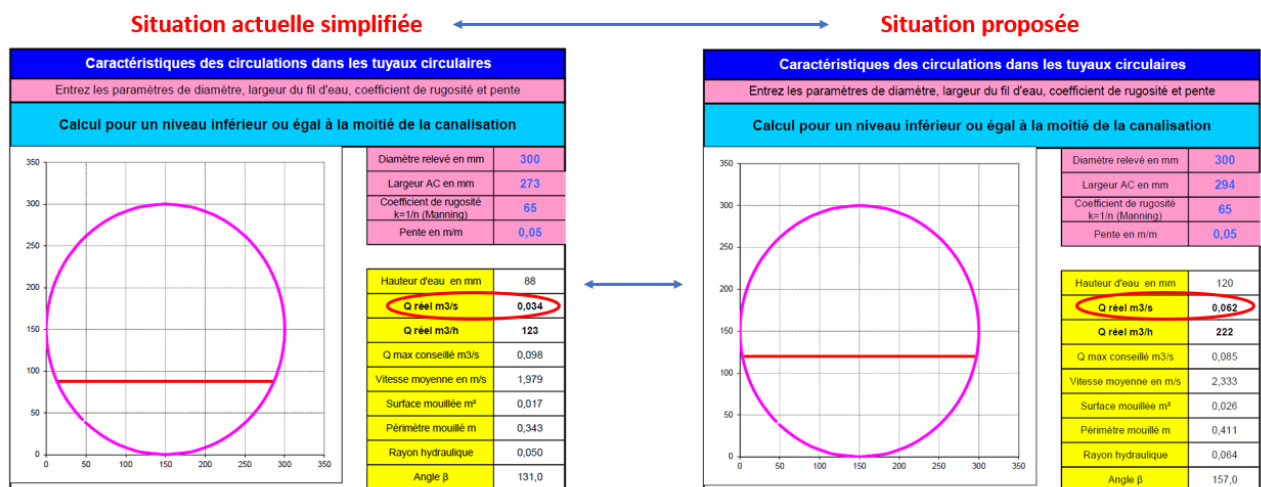 Situation actuelle simplifiée
Situation proposée
Caractéristiques des circulations dans les tuyaux circulaires
Entrez les paramètres de diamètre, largeur du fil d'eau, coefficient de rugosité et pente
Calcul pour un niveau inférieur ou égal à la moitié de la canalisation
350
300
250
200
150
100
50
0
0 50 100 150 200 250 300 350
Diamètre relevé en mm 300
Largeur AC en mm 273
Coefficient de rugosité
k=1/n (Manning) 65
Pente en m/m 0,05
Hauteur d'eau en mm 88
Q réel m3/s 0,034
Q réel m3/h 123
Q max conseillé m3/s 0,098
Vitesse moyenne en m/s 1,979
Surface mouillée m² 0,017
Périmètre mouillé m 0,343
Rayon hydraulique 0,050
Angle β 131,0
Caractéristiques des circulations dans les tuyaux circulaires
Entrez les paramètres de diamètre, largeur du fil d'eau, coefficient de rugosité et pente
Calcul pour un niveau inférieur ou égal à la moitié de la canalisation
350
300
250
200
150
100
50
0
0 50 100 150 200 250 300 350
Diamètre relevé en mm 300
Largeur AC en mm 294
Coefficient de rugosité
k=1/n (Manning) 65
Pente en m/m 0,05
Hauteur d'eau en mm 120
Q réel m3/s 0,062
Q réel m3/h 222
Q max conseillé m3/s 0,085
Vitesse moyenne en m/s 2,333
Surface mouillée m² 0,026
Périmètre mouillé m 0,411
Rayon hydraulique 0,064
Angle β 157,0